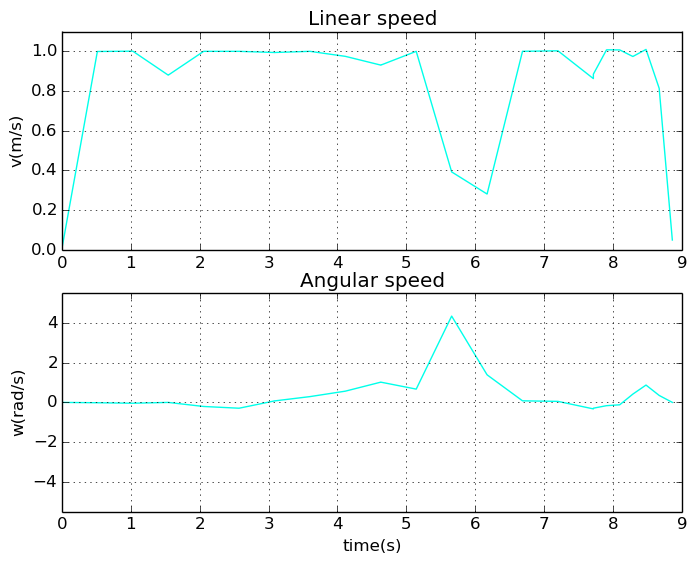 Linear speed
1.0
0.8
0.6
0.4
0.2
0.0
v(m/s)
0 1 2 3 4 5 6 7 8 9
Angular speed
4
2
0
−2
−4
w(rad/s)
0 1 2 3 4 5 6 7 8 9
time(s)